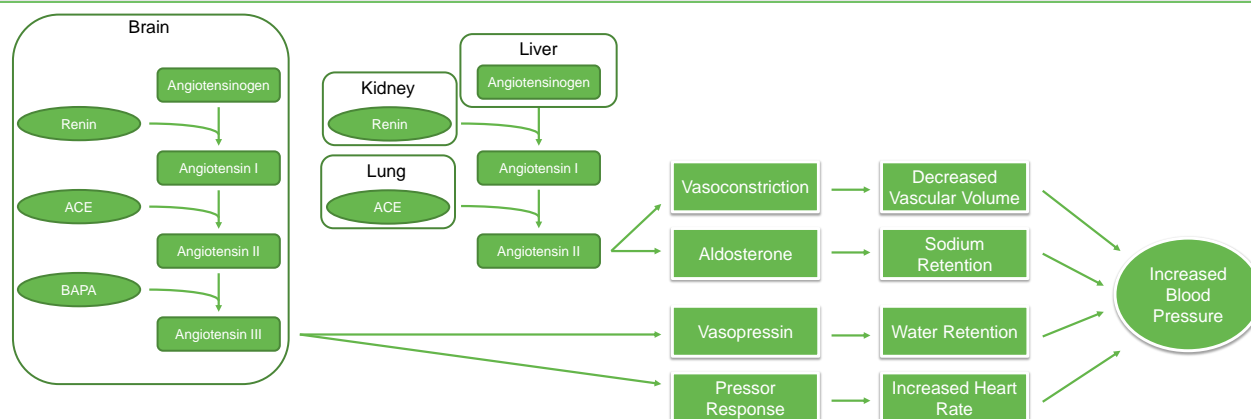 Brain
Angiotensinogen
Renin
Angiotensin I
ACE
Angiotensin II
BAPA
Angiotensin III
Liver
Angiotensinogen
Kidney
Renin
Angiotensin I
Lung
ACE
Angiotensin II
Vasoconstriction
Decreased
Vascular Volume
Aldosterone
Sodium
Retention
Vasopressin
Water Retention
Pressor
Response
Increased Heart
Rate
Increased
Blood
Pressure